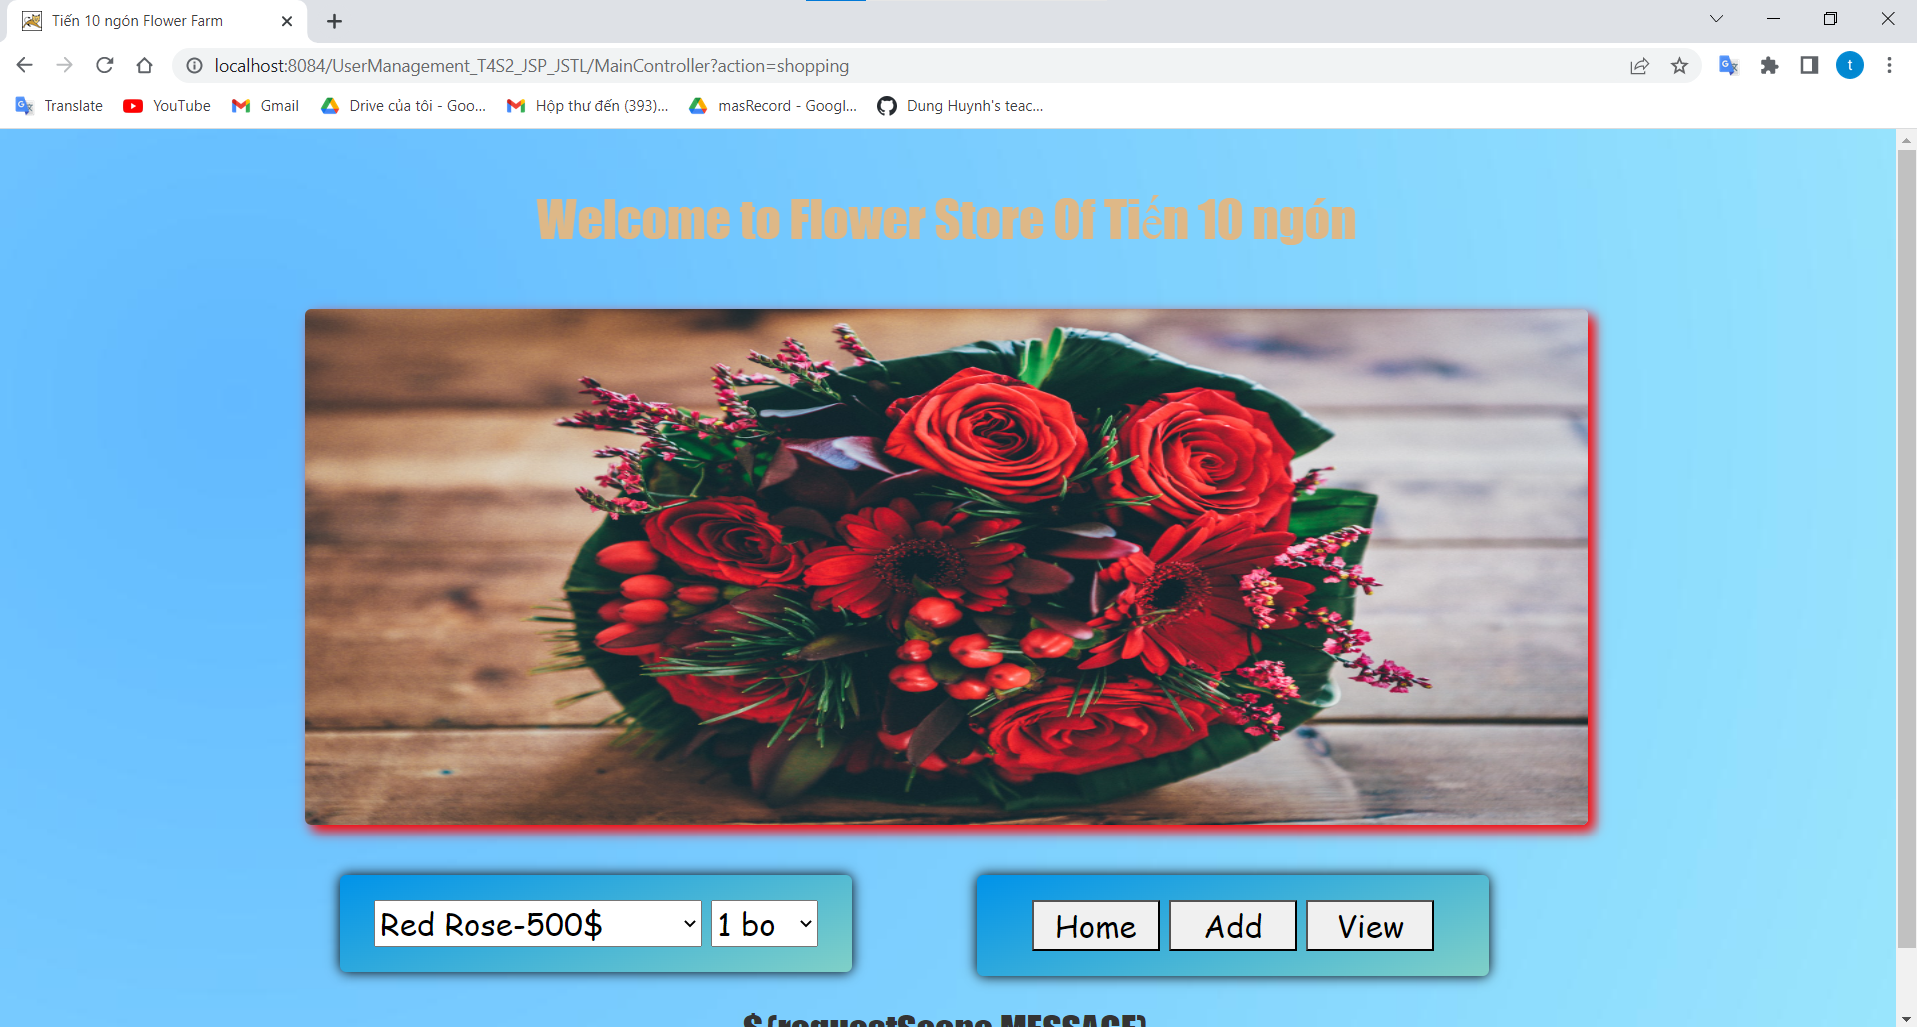 Tiến 10 ngón Flower Farm
localhost:8084/UserManagement_T4S2_JSP_JSTL/MainController?action=shopping
t
Translate YouTube Gmail Drive của tôi - Goo... Hộp thư đến (393)... masRecord - Googl... Dung Huynh's teac...
Welcome to Flower Store Of Tiến 10 ngón
Red Rose-500$ 1 bo Home Add View
${requestScope.MESSAGE}